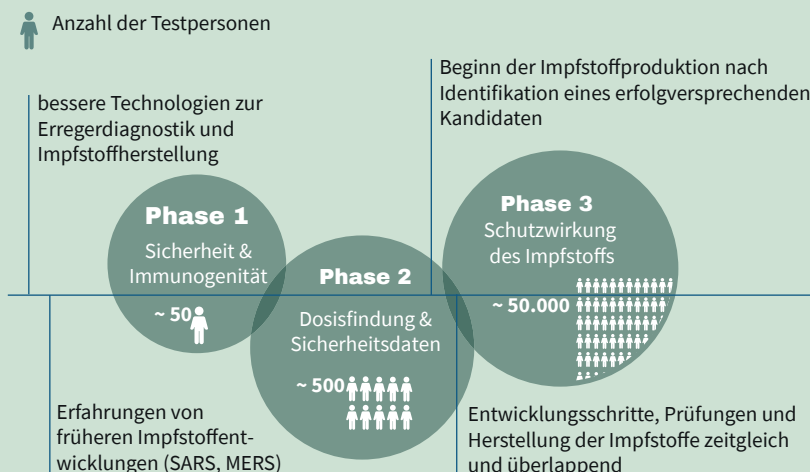 Anzahl der Testpersonen
bessere Technologien zur
Erregerdiagnostik und
Impfstoffherstellung
Beginn der Impfstoffproduktion nach
Identifikation eines erfolgversprechenden
Kandidaten
Phase 1
Sicherheit &
Immunogenität
~ 50
Phase 2
Dosisfindung &
Sicherheitsdaten
~ 500
Phase 3
Schutzwirkung
des Impfstoffs
~ 50.000
Erfahrungen von
früheren Impfstoffent-
wicklungen (SARS, MERS)
Entwicklungsschritte, Prüfungen und
Herstellung der Impfstoffe zeitgleich
und überlappend